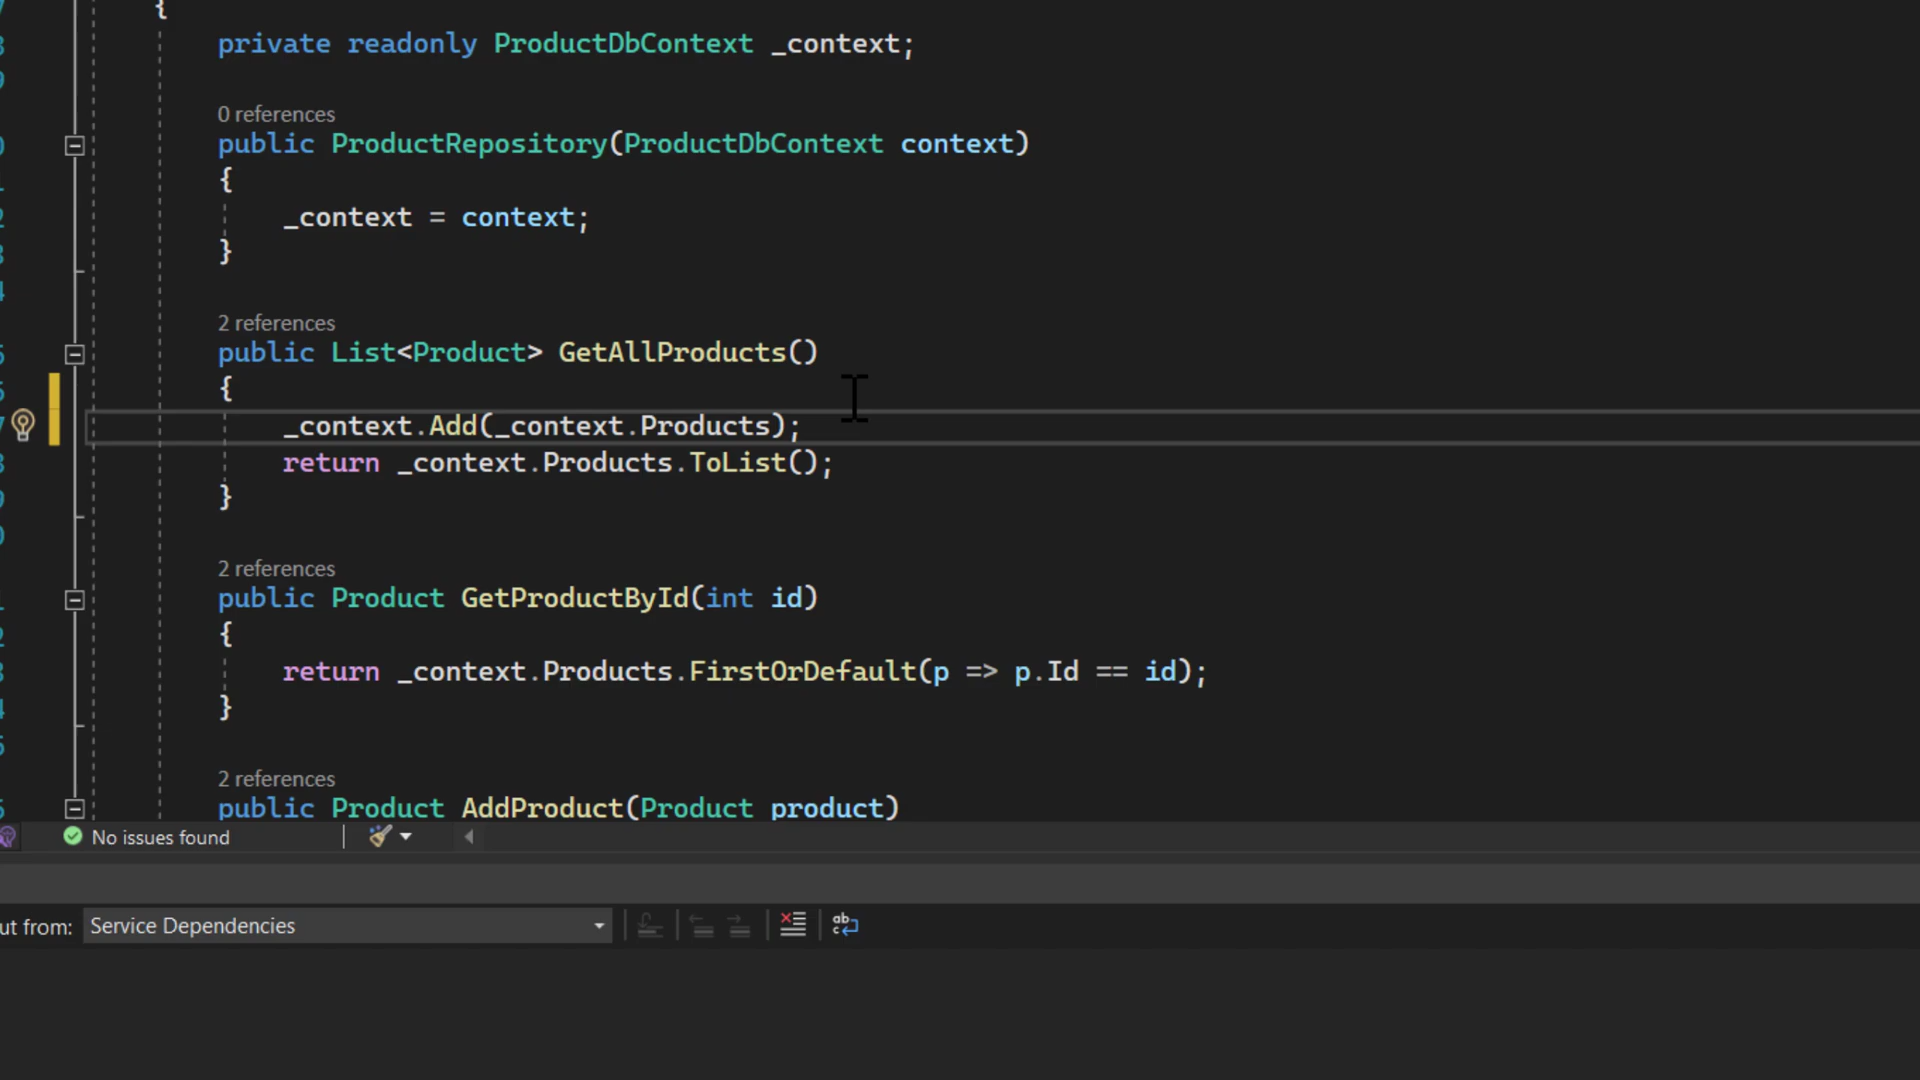 {
private readonly ProductDbContext _context;
0 references
public ProductRepository(ProductDbContext context)
{
_context = context;
}
2 references
public List<Product> GetAllProducts()
{
_context.Add(_context.Products);
return _context.Products.ToList();
}
2 references
public Product GetProductById(int id)
{
return _context.Products.FirstOrDefault(p => p.Id == id);
}
2 references
public Product AddProduct(Product product)
No issues found
ut from: Service Dependencies